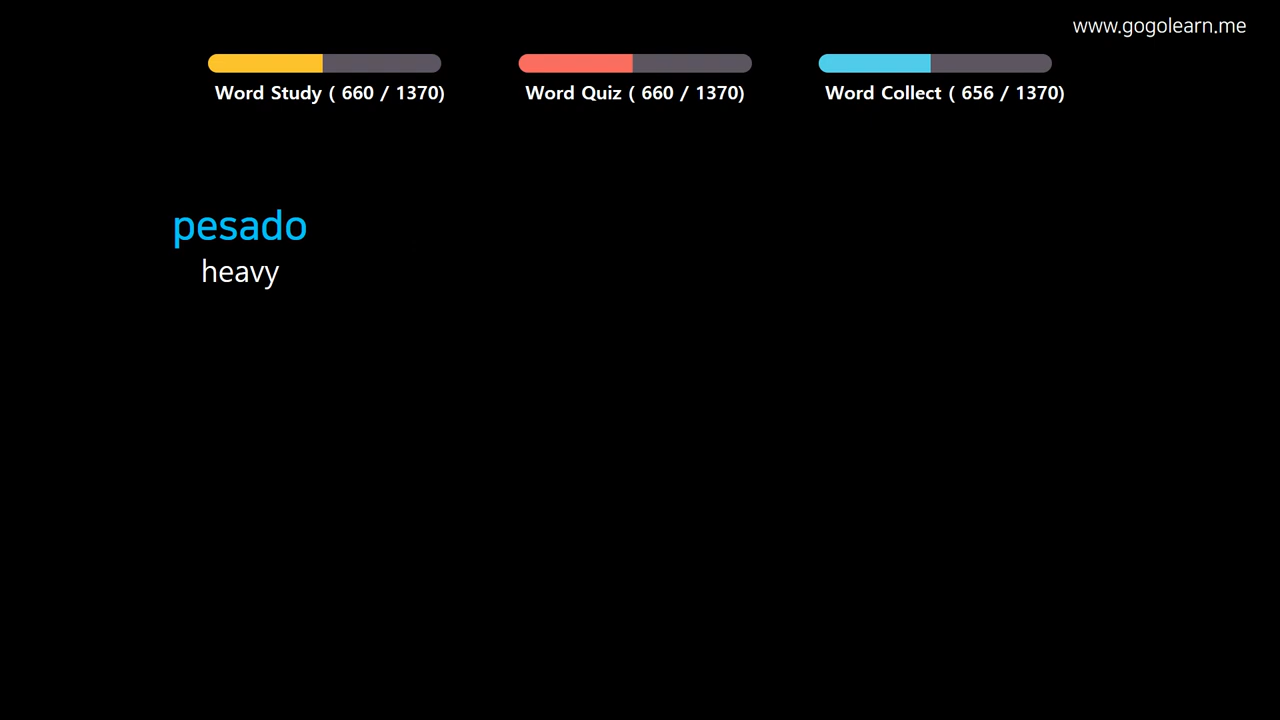 www.gogolearn.me
Word Study ( 660 / 1370)
Word Quiz ( 660 / 1370)
Word Collect ( 656 / 1370)
pesado
heavy